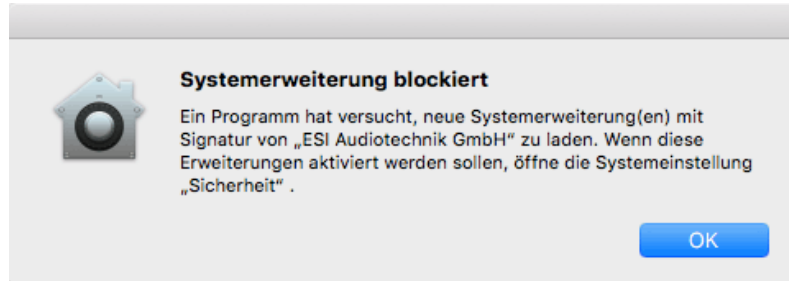 Systemerweiterung blockiert
Ein Programm hat versucht, neue Systemerweiterung(en) mit
Signatur von „ESI Audiotechnik GmbH“ zu laden. Wenn diese
Erweiterungen aktiviert werden sollen, öffne die Systemeinstellung
„Sicherheit“ .
OK